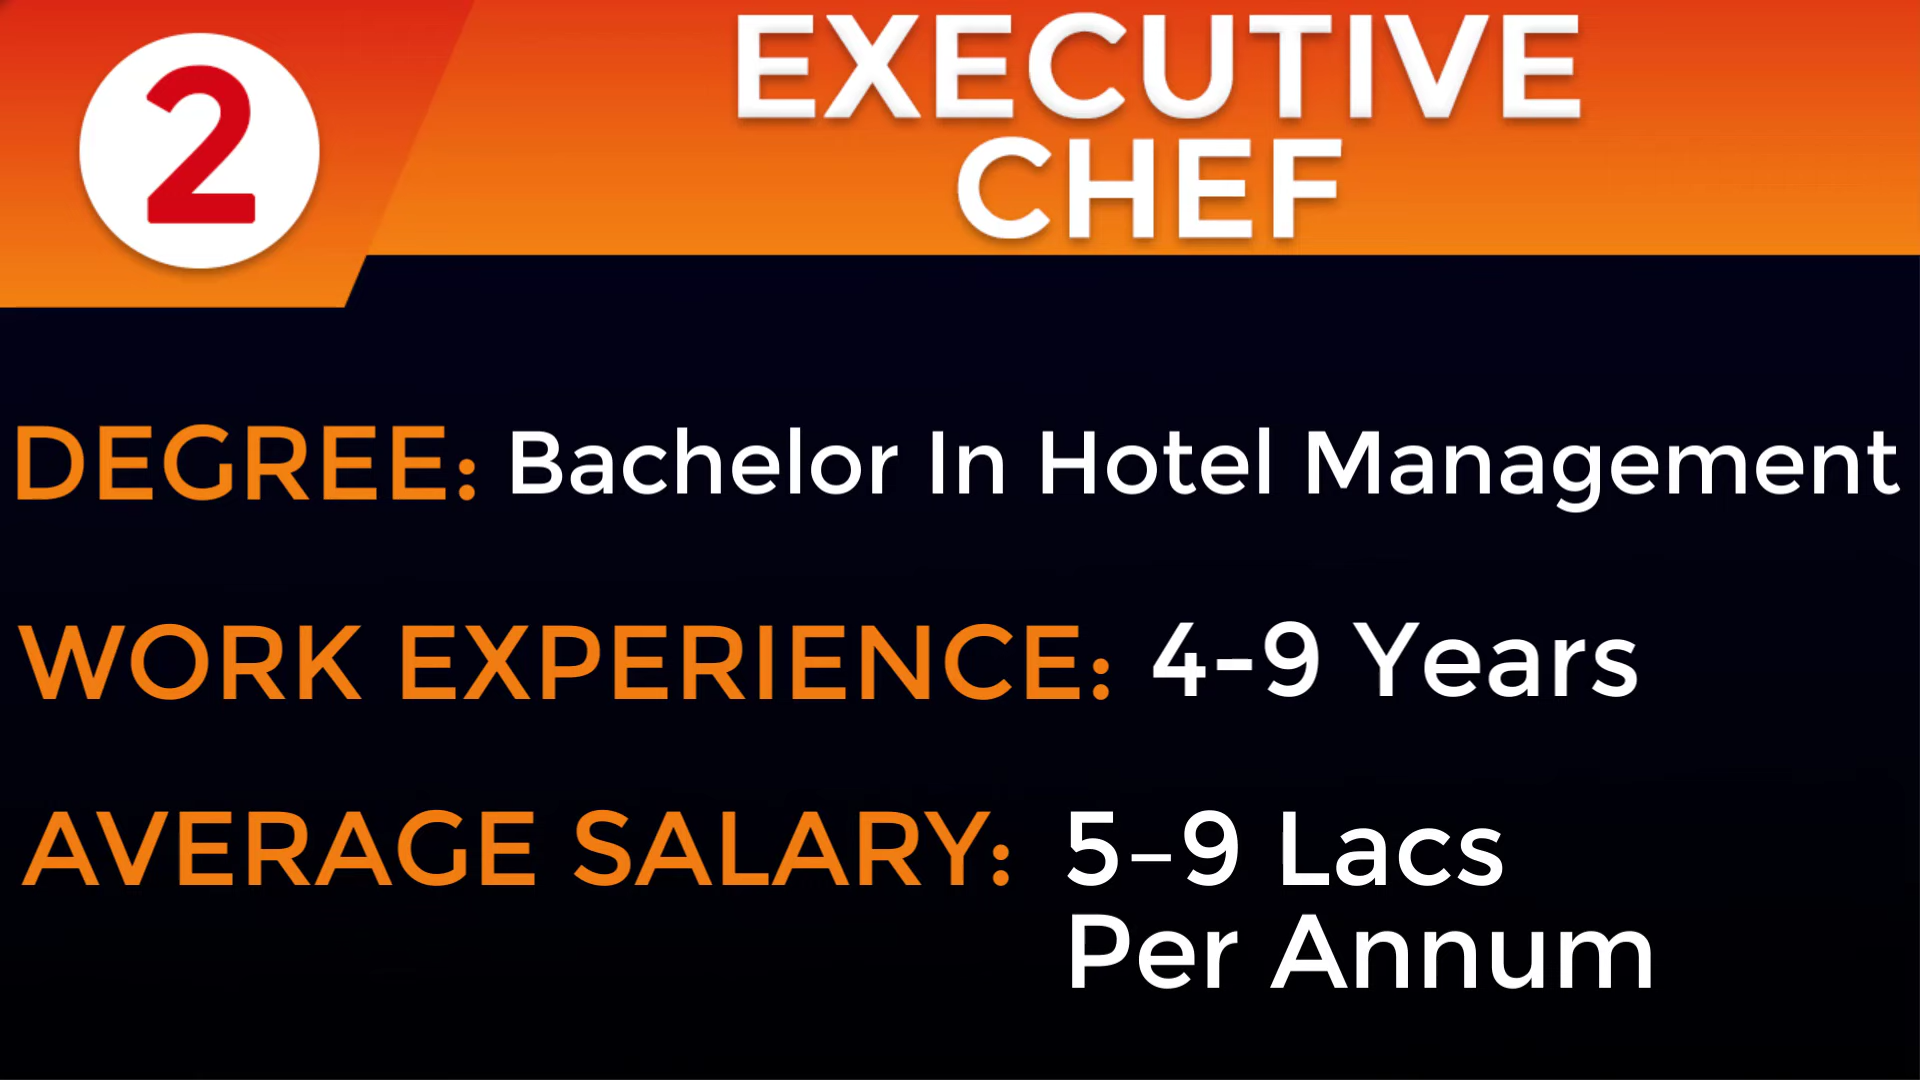 2
EXECUTIVE
CHEF
DEGREE: Bachelor In Hotel Management
WORK EXPERIENCE: 4-9 Years
AVERAGE SALARY: 5–9 Lacs
Per Annum